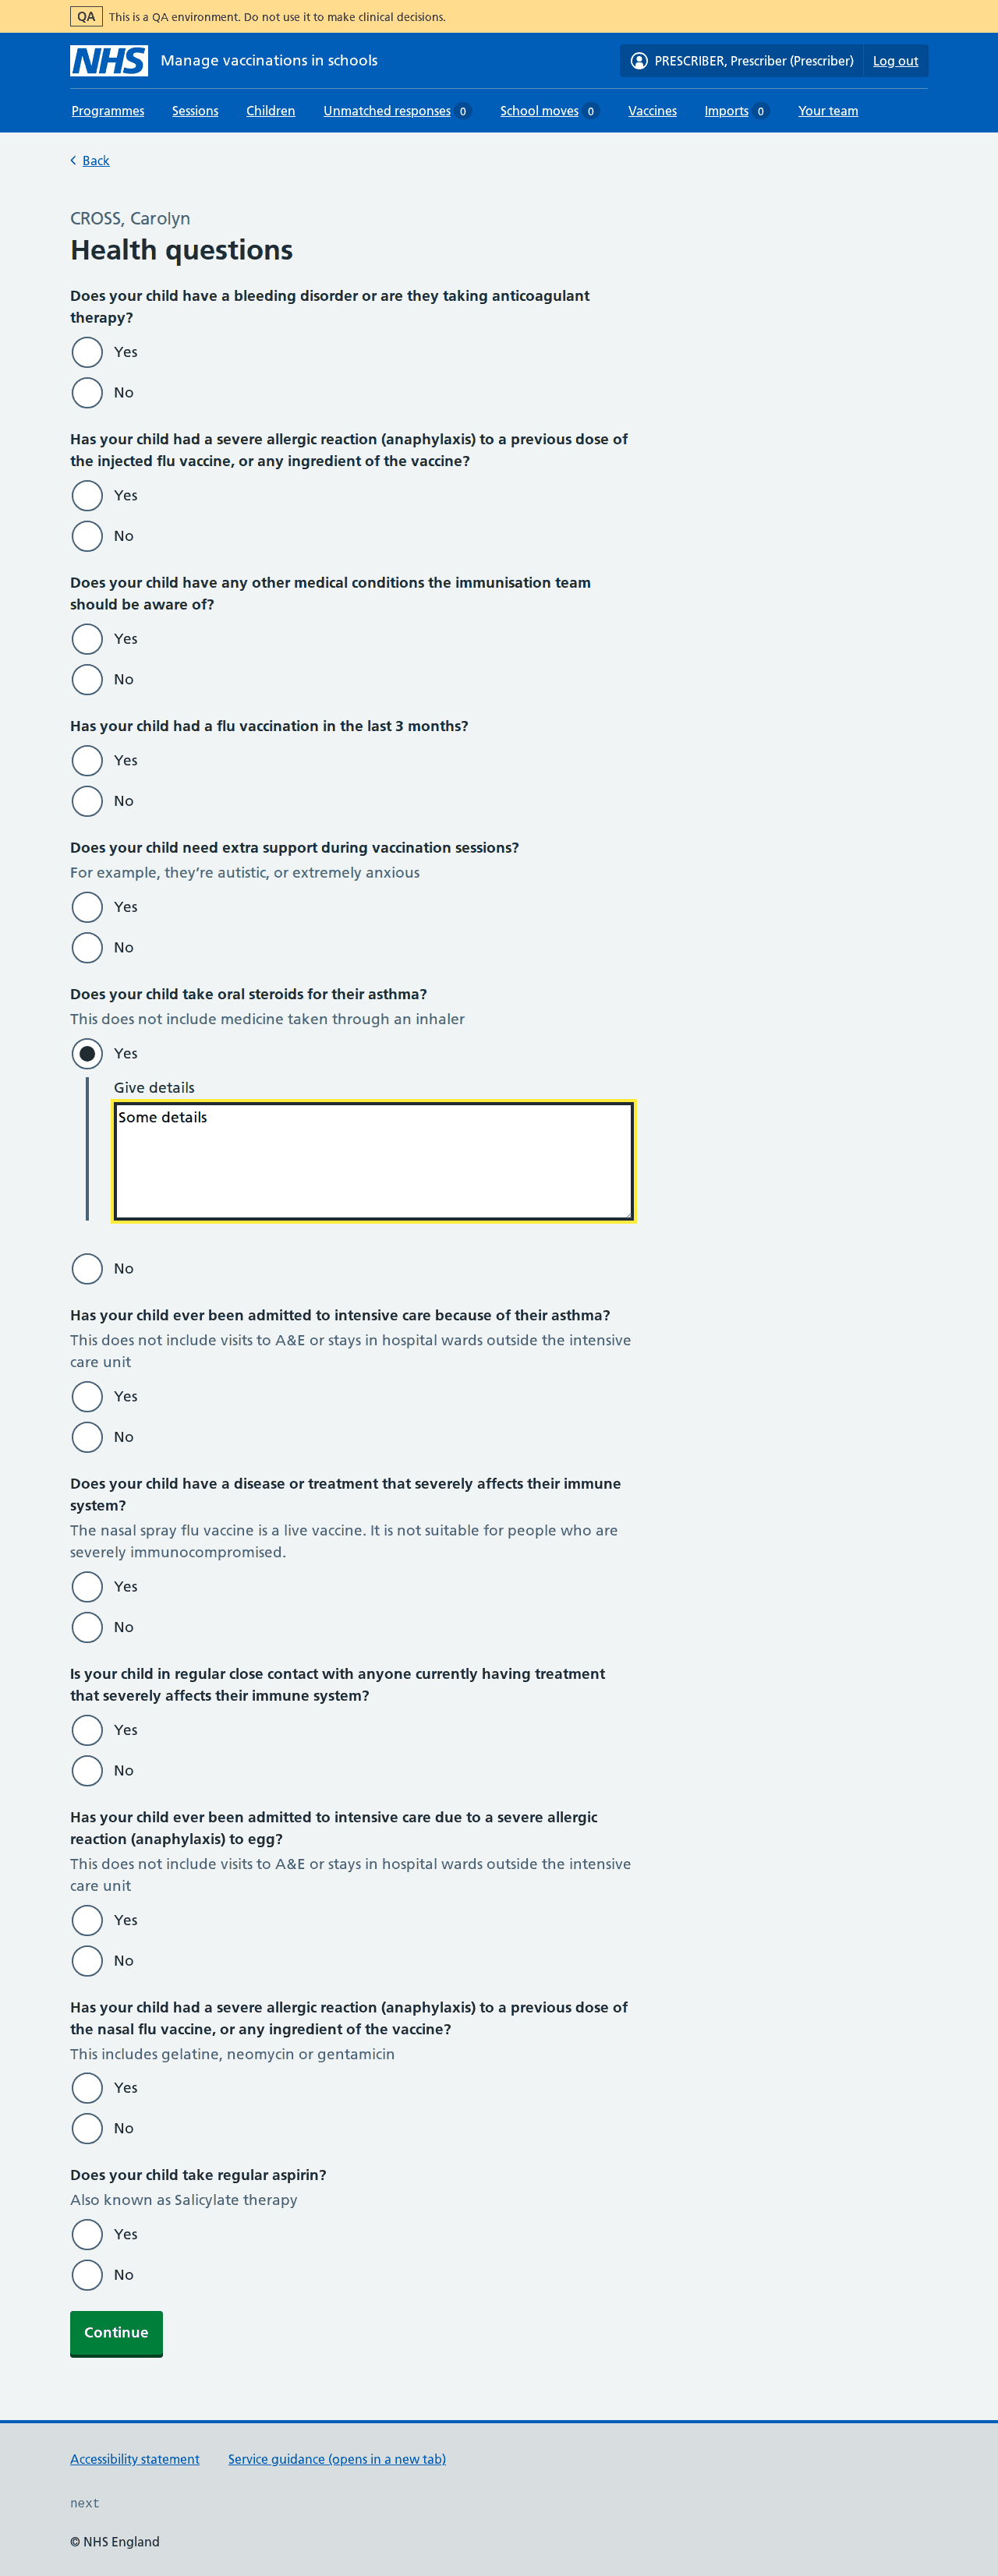 QA This is a QA environment. Do not use it to make clinical decisions.
NHS Manage vaccinations in schools PRESCRIBER, Prescriber (Prescriber) Log out
Programmes Sessions Children Unmatched responses 0 School moves 0 Vaccines Imports 0 Your team
Back
CROSS, Carolyn
Health questions
Does your child have a bleeding disorder or are they taking anticoagulant
therapy?
Yes
No
Has your child had a severe allergic reaction (anaphylaxis) to a previous dose of
the injected flu vaccine, or any ingredient of the vaccine?
Yes
No
Does your child have any other medical conditions the immunisation team
should be aware of?
Yes
No
Has your child had a flu vaccination in the last 3 months?
Yes
No
Does your child need extra support during vaccination sessions?
For example, they’re autistic, or extremely anxious
Yes
No
Does your child take oral steroids for their asthma?
This does not include medicine taken through an inhaler
Yes
Give details
Some details
No
Has your child ever been admitted to intensive care because of their asthma?
This does not include visits to A&E or stays in hospital wards outside the intensive
care unit
Yes
No
Does your child have a disease or treatment that severely affects their immune
system?
The nasal spray flu vaccine is a live vaccine. It is not suitable for people who are
severely immunocompromised.
Yes
No
Is your child in regular close contact with anyone currently having treatment
that severely affects their immune system?
Yes
No
Has your child ever been admitted to intensive care due to a severe allergic
reaction (anaphylaxis) to egg?
This does not include visits to A&E or stays in hospital wards outside the intensive
care unit
Yes
No
Has your child had a severe allergic reaction (anaphylaxis) to a previous dose of
the nasal flu vaccine, or any ingredient of the vaccine?
This includes gelatine, neomycin or gentamicin
Yes
No
Does your child take regular aspirin?
Also known as Salicylate therapy
Yes
No
Continue
Accessibility statement Service guidance (opens in a new tab)
next
© NHS England